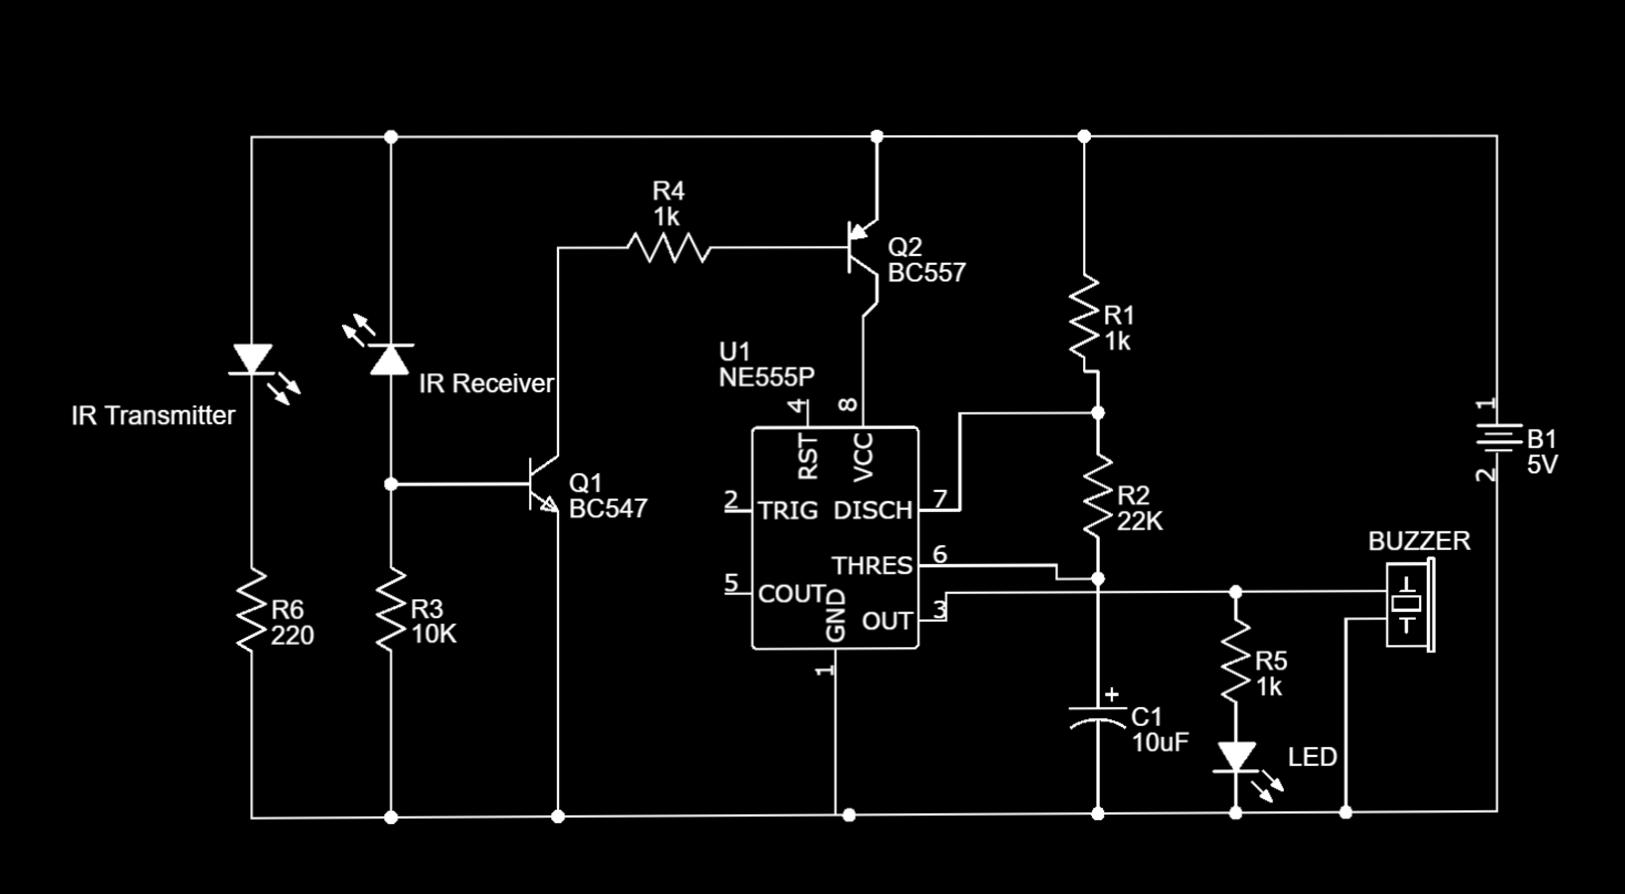 R4
1k
Q2
BC557
R1
1k
U1
NE555P
IR Receiver
IR Transmitter
4
8
RST
VCC
1
B1
5V
2
Q1
BC547
2
TRIG
DISCH
7
R2
22K
BUZZER
THRES
6
5
COUT
GND
OUT
3
R6
220
R3
10K
1
R5
1k
+
C1
10uF
LED